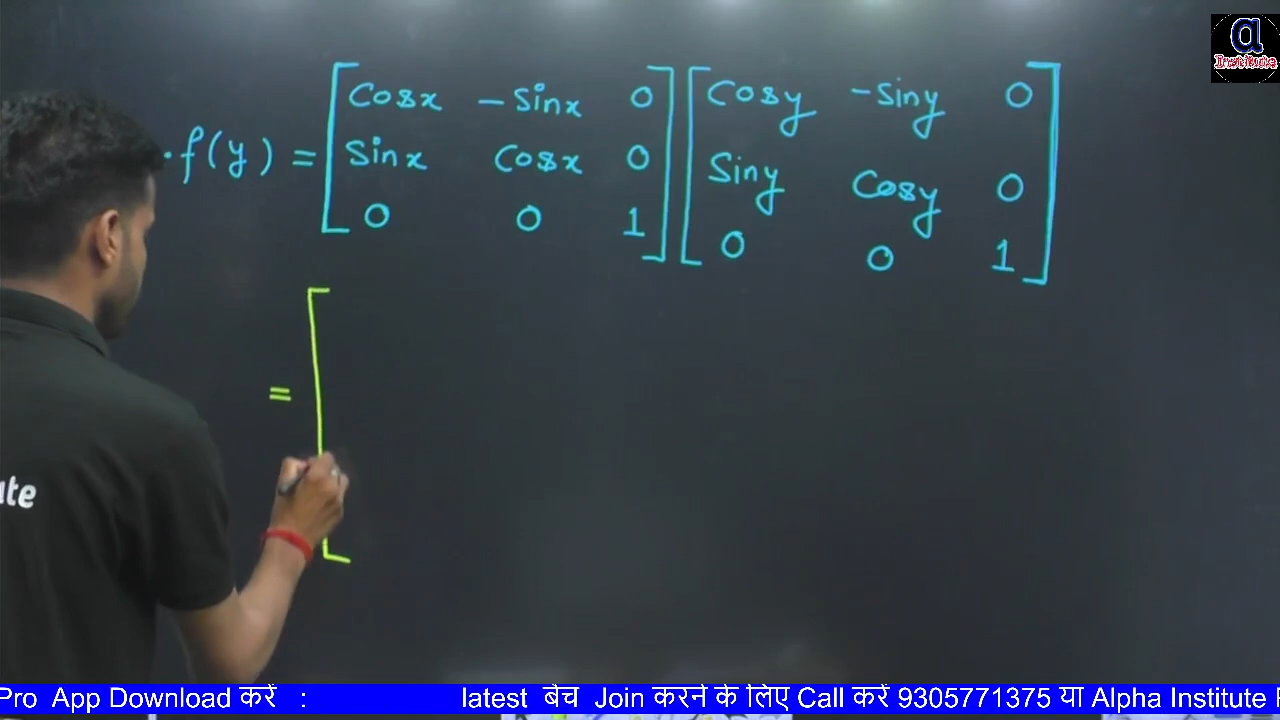 α
Institute
.f(y) = [ Cosx -Sinx 0 ] [ Cosy -Siny 0 ]
Sinx Cosx 0 Siny Cosy 0
0 0 1 0 0 1
= [
Pro App Download करें : latest बैच Join करने के लिए Call करें 9305771375 या Alpha Institute